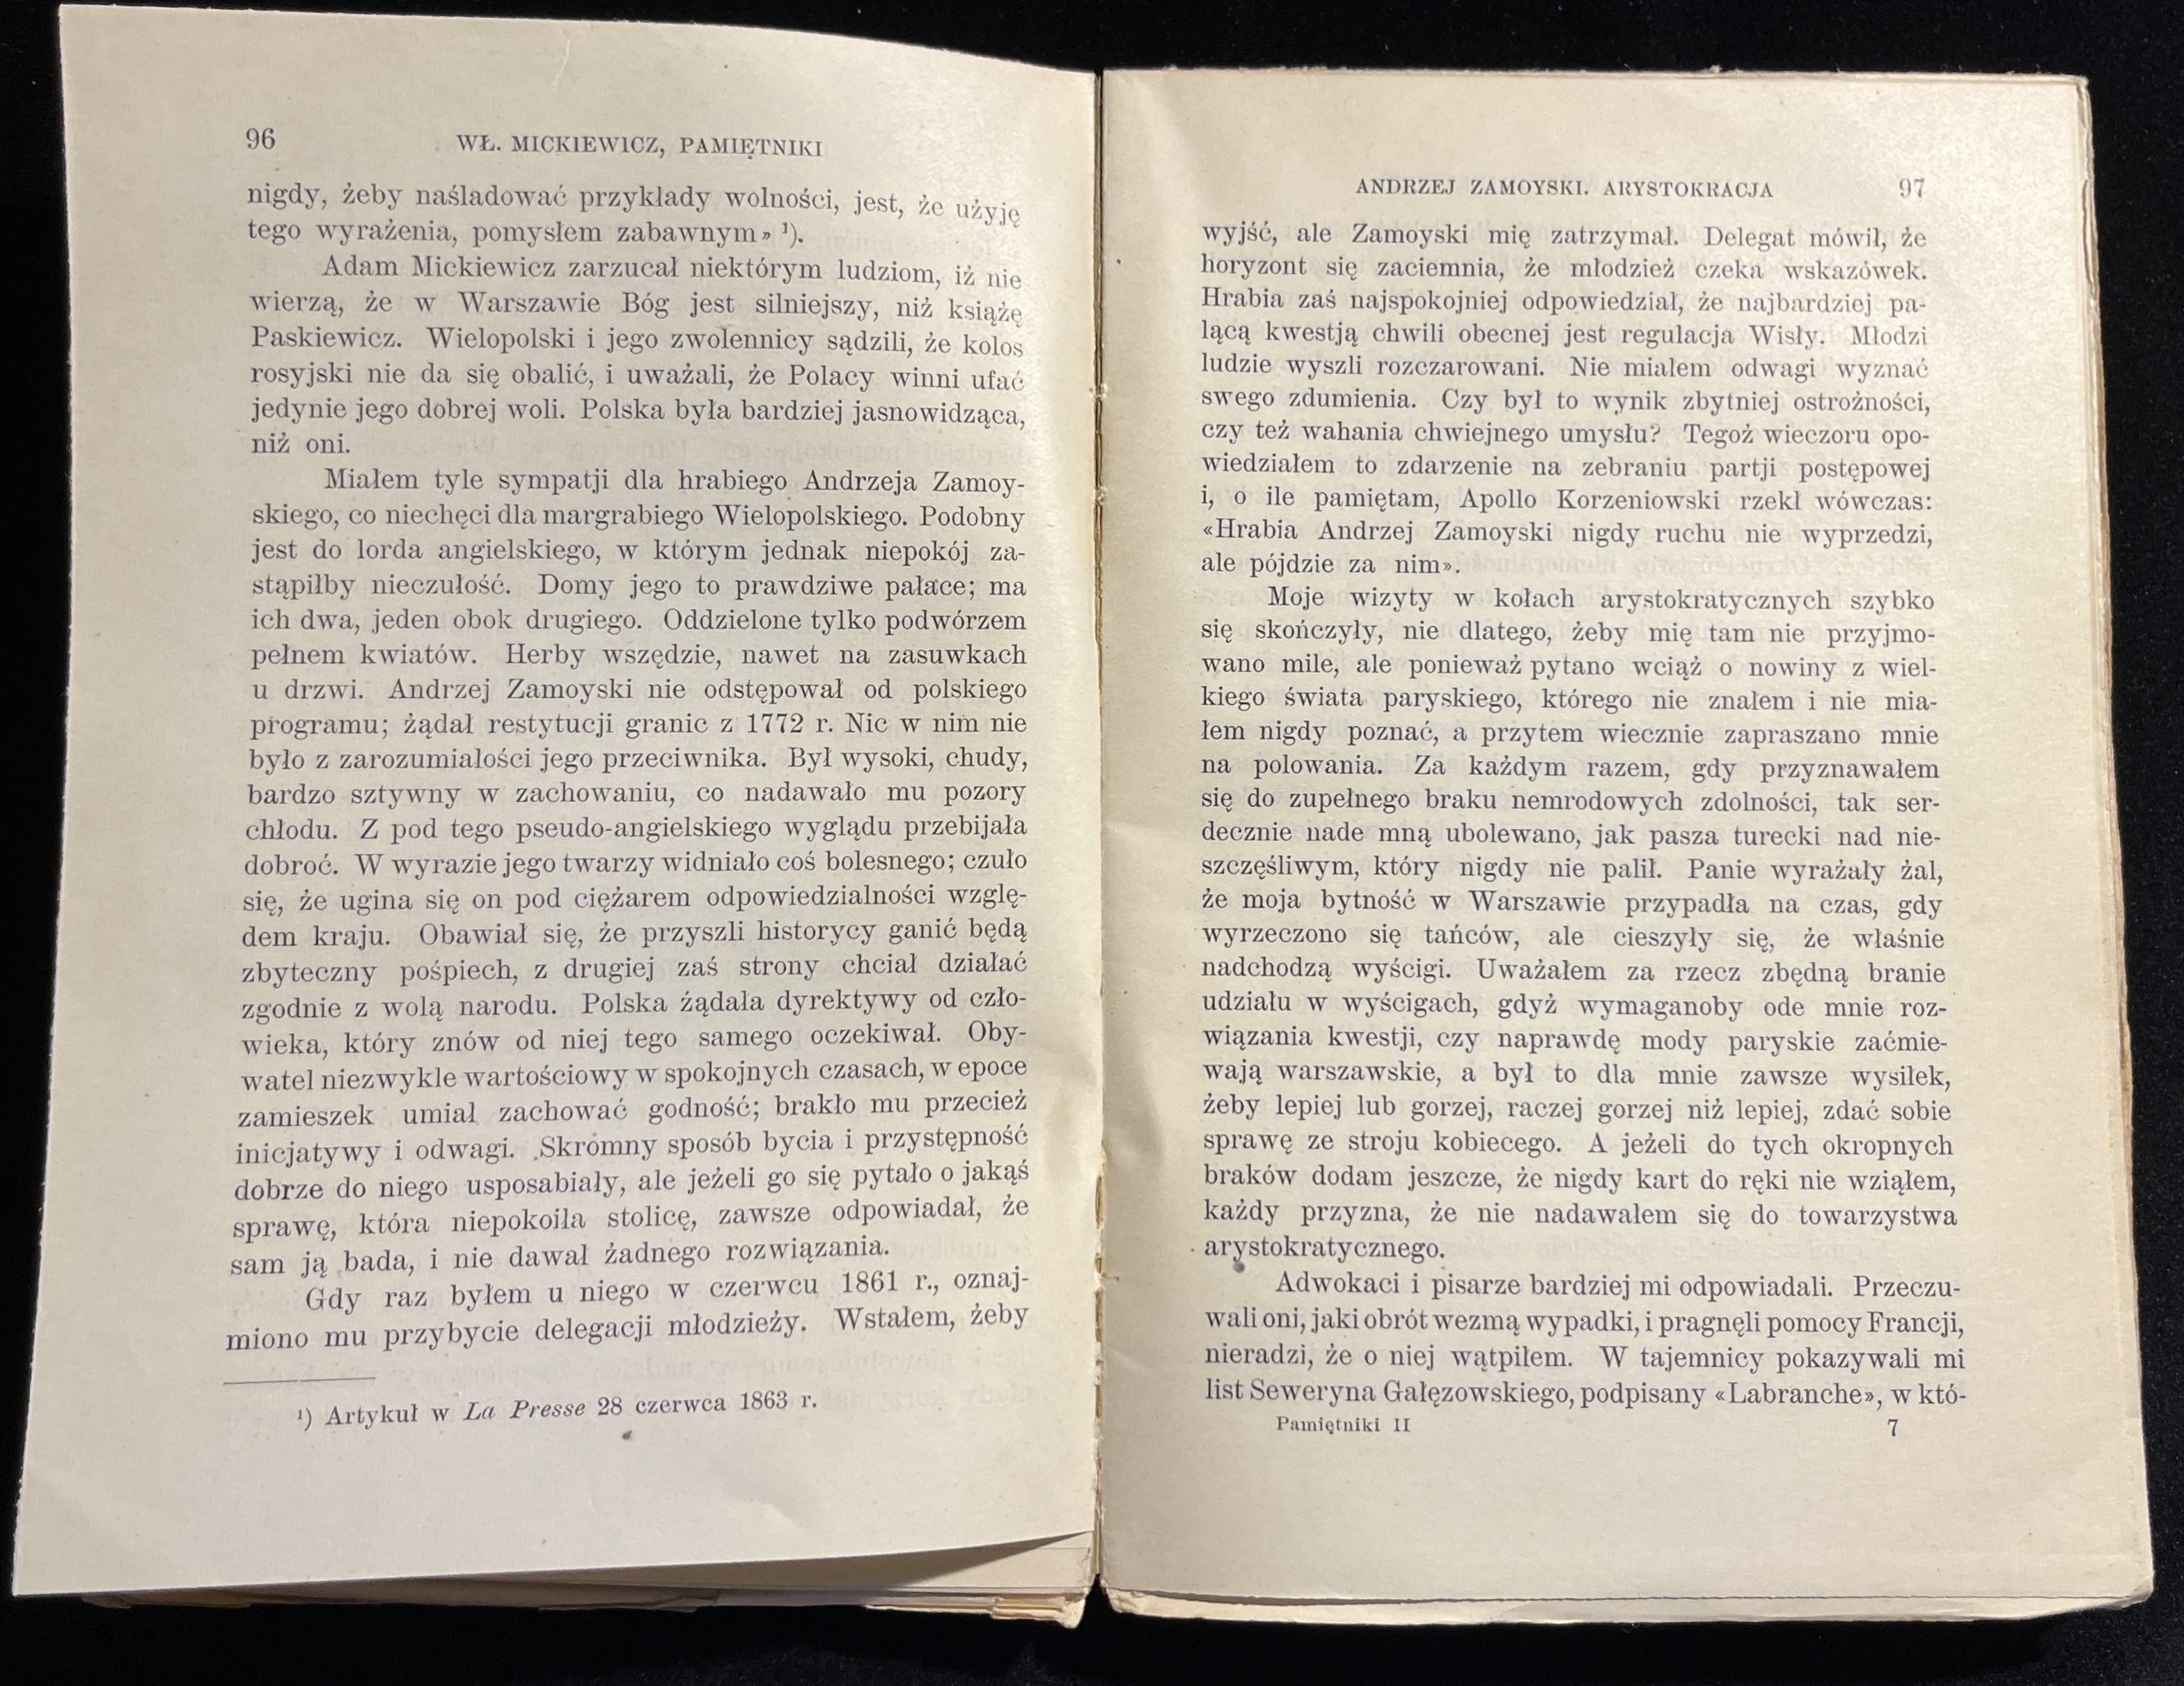 96
WŁ. MICKIEWICZ, PAMIĘTNIKI
nigdy, żeby naśladować przykłady wolności, jest, że użyję
tego wyrażenia, pomysłem zabawnym» ¹).
Adam Mickiewicz zarzucał niektórym ludziom, iż nie
wierzą, że w Warszawie Bóg jest silniejszy, niż książę
Paskiewicz. Wielopolski i jego zwolennicy sądzili, że kolos
rosyjski nie da się obalić, i uważali, że Polacy winni ufać
jedynie jego dobrej woli. Polska była bardziej jasnowidząca,
niż oni.
Miałem tyle sympatji dla hrabiego Andrzeja Zamoy-
skiego, co niechęci dla margrabiego Wielopolskiego. Podobny
jest do lorda angielskiego, w którym jednak niepokój za-
stąpiłby nieczułość. Domy jego to prawdziwe pałace; ma
ich dwa, jeden obok drugiego. Oddzielone tylko podwórzem
pełnem kwiatów. Herby wszędzie, nawet na zasuwkach
u drzwi. Andrzej Zamoyski nie odstępował od polskiego
programu; żądał restytucji granic z 1772 r. Nic w nim nie
było z zarozumiałości jego przeciwnika. Był wysoki, chudy,
bardzo sztywny w zachowaniu, co nadawało mu pozory
chłodu. Z pod tego pseudo-angielskiego wyglądu przebijała
dobroć. W wyrazie jego twarzy widniało coś bolesnego; czuło
się, że ugina się on pod ciężarem odpowiedzialności wzglę-
dem kraju. Obawiał się, że przyszli historycy ganić będą
zbyteczny pośpiech, z drugiej zaś strony chciał działać
zgodnie z wolą narodu. Polska żądała dyrektywy od czło-
wieka, który znów od niej tego samego oczekiwał. Oby-
watel niezwykle wartościowy w spokojnych czasach, w epoce
zamieszek umiał zachować godność; brakło mu przecież
inicjatywy i odwagi. Skromny sposób bycia i przystępność
dobrze do niego usposabiały, ale jeżeli go się pytało o jakąś
sprawę, która niepokoiła stolicę, zawsze odpowiadał, że
sam ją bada, i nie dawał żadnego rozwiązania.
Gdy raz byłem u niego w czerwcu 1861 r., oznaj-
miono mu przybycie delegacji młodzieży. Wstałem, żeby
¹) Artykuł w La Presse 28 czerwca 1863 r.
ANDRZEJ ZAMOYSKI. ARYSTOKRACJA
97
wyjść, ale Zamoyski mię zatrzymał. Delegat mówił, że
horyzont się zaciemnia, że młodzież czeka wskazówek.
Hrabia zaś najspokojniej odpowiedział, że najbardziej pa-
lącą kwestją chwili obecnej jest regulacja Wisły. Młodzi
ludzie wyszli rozczarowani. Nie miałem odwagi wyznać
swego zdumienia. Czy był to wynik zbytniej ostrożności,
czy też wahania chwiejnego umysłu? Tegoż wieczoru opo-
wiedziałem to zdarzenie na zebraniu partji postępowej
i, o ile pamiętam, Apollo Korzeniowski rzekł wówczas:
«Hrabia Andrzej Zamoyski nigdy ruchu nie wyprzedzi,
ale pójdzie za nim».
Moje wizyty w kołach arystokratycznych szybko
się skończyły, nie dlatego, żeby mię tam nie przyjmo-
wano mile, ale ponieważ pytano wciąż o nowiny z wiel-
kiego świata paryskiego, którego nie znałem i nie mia-
łem nigdy poznać, a przytem wiecznie zapraszano mnie
na polowania. Za każdym razem, gdy przyznawałem
się do zupełnego braku nemrodowych zdolności, tak ser-
decznie nade mną ubolewano, jak pasza turecki nad nie-
szczęśliwym, który nigdy nie palił. Panie wyrażały żal,
że moja bytność w Warszawie przypadła na czas, gdy
wyrzeczono się tańców, ale cieszyły się, że właśnie
nadchodzą wyścigi. Uważałem za rzecz zbędną branie
udziału w wyścigach, gdyż wymaganoby ode mnie roz-
wiązania kwestji, czy naprawdę mody paryskie zaćmie-
wają warszawskie, a był to dla mnie zawsze wysiłek,
żeby lepiej lub gorzej, raczej gorzej niż lepiej, zdać sobie
sprawę ze stroju kobiecego. A jeżeli do tych okropnych
braków dodam jeszcze, że nigdy kart do ręki nie wziąłem,
każdy przyzna, że nie nadawałem się do towarzystwa
arystokratycznego.
Adwokaci i pisarze bardziej mi odpowiadali. Przeczu-
wali oni, jaki obrót wezmą wypadki, i pragnęli pomocy Francji,
nieradzi, że o niej wątpiłem. W tajemnicy pokazywali mi
list Seweryna Gałęzowskiego, podpisany «Labranche», w któ-
Pamiętniki II
7